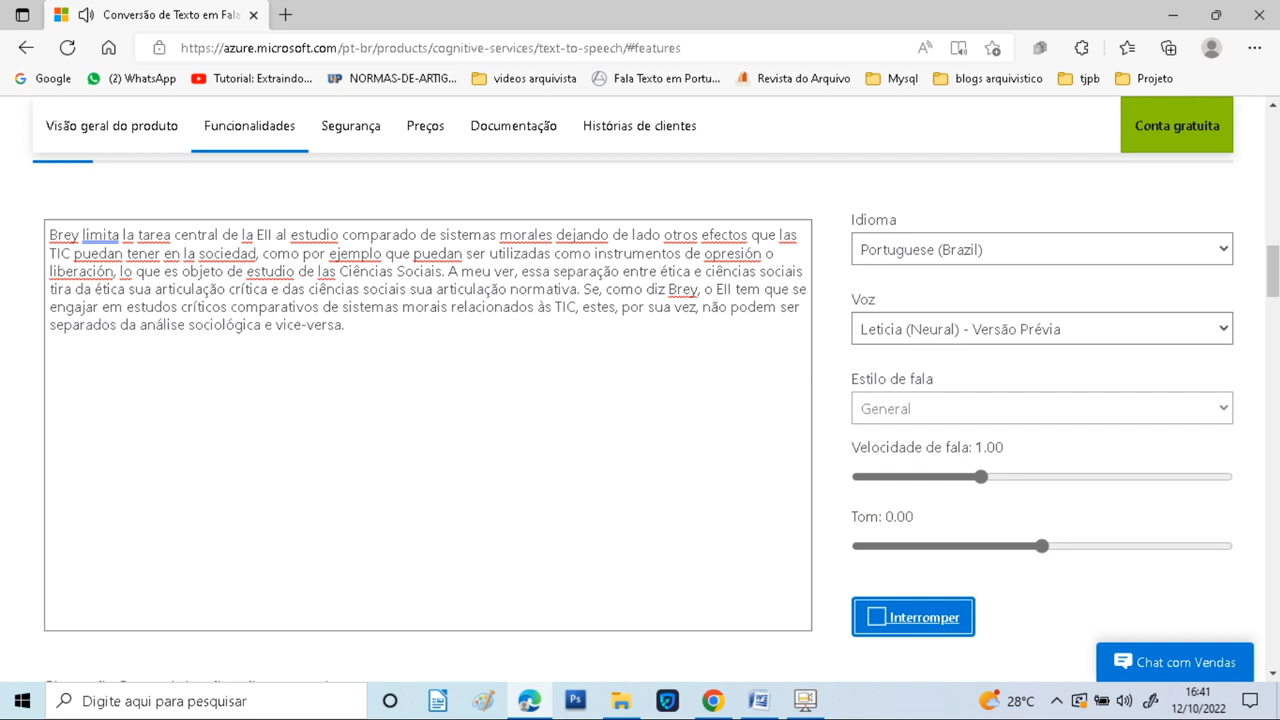 Conversão de Texto em Fala
https://azure.microsoft.com/pt-br/products/cognitive-services/text-to-speech/#features
Google
(2) WhatsApp
Tutorial: Extraindo...
NORMAS-DE-ARTIG...
videos arquivista
Fala Texto em Portu...
Revista do Arquivo
Mysql
blogs arquivistico
tjpb
Projeto
Visão geral do produto
Funcionalidades
Segurança
Preços
Documentação
Histórias de clientes
Conta gratuita
Brey limita la tarea central de la EII al estudio comparado de sistemas morales dejando de lado otros efectos que las
TIC puedan tener en la sociedad, como por ejemplo que puedan ser utilizadas como instrumentos de opresión o
liberación, lo que es objeto de estudio de las Ciências Sociais. A meu ver, essa separação entre ética e ciências sociais
tira da ética sua articulação crítica e das ciências sociais sua articulação normativa. Se, como diz Brey, o EII tem que se
engajar em estudos críticos comparativos de sistemas morais relacionados às TIC, estes, por sua vez, não podem ser
separados da análise sociológica e vice-versa.
Idioma
Portuguese (Brazil)
Voz
Leticia (Neural) - Versão Prévia
Estilo de fala
General
Velocidade de fala: 1.00
Tom: 0.00
Interromper
Chat com Vendas
Digite aqui para pesquisar
Ps
28°C
16:41
12/10/2022